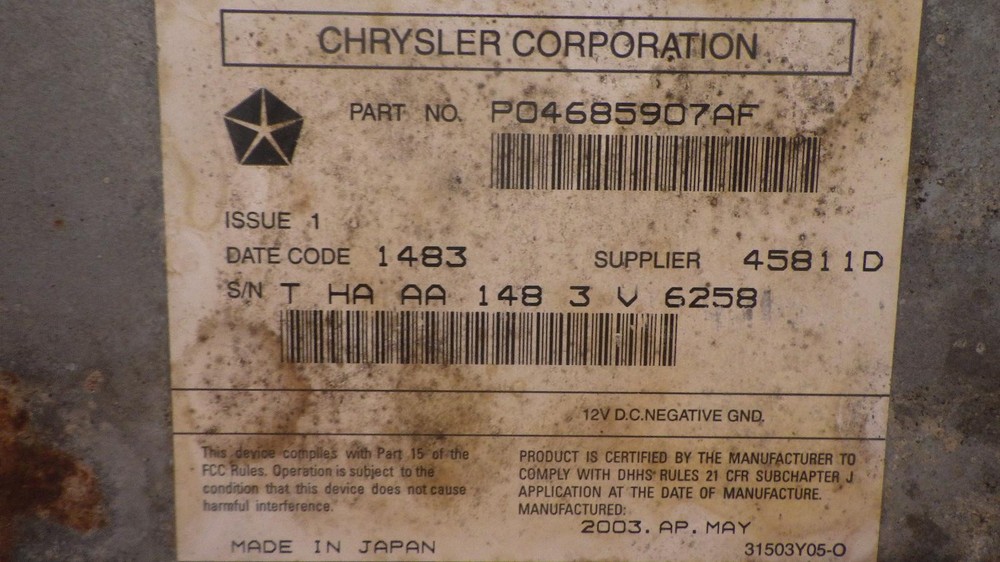 CHRYSLER CORPORATION
PART NO. P04685907AF
ISSUE 1
DATE CODE 1483 SUPPLIER 45811D
S/N T HA AA 148 3 V 6258
12V D.C.NEGATIVE GND.
This device complies with Part 15 of the
FCC Rules. Operation is subject to the
condition that this device does not cause
harmful interference.
PRODUCT IS CERTIFIED BY THE MANUFACTURER TO
COMPLY WITH DHHS RULES 21 CFR SUBCHAPTER J
APPLICATION AT THE DATE OF MANUFACTURE.
MANUFACTURED:
2003. AP. MAY
MADE IN JAPAN
31503Y05-O